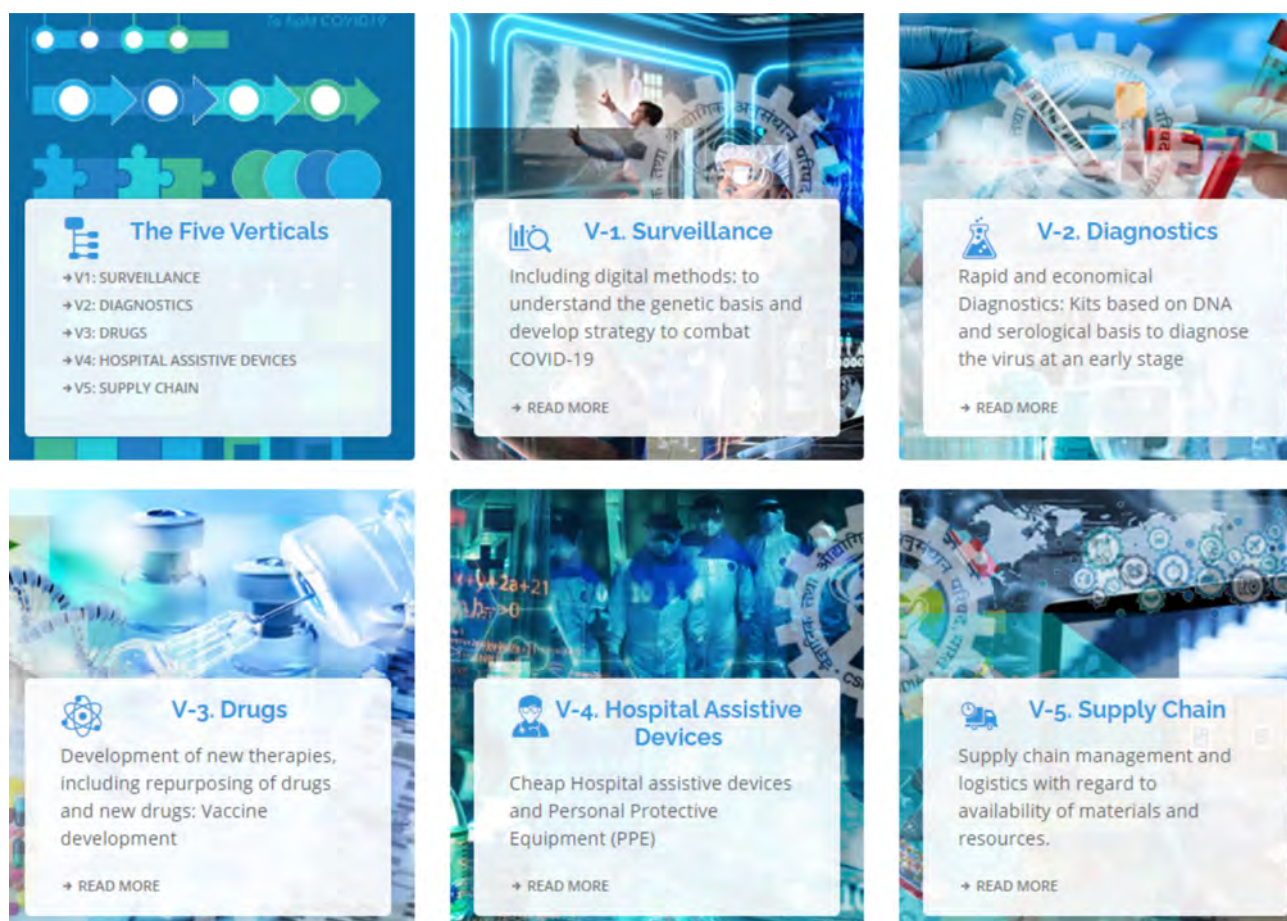 To fight COVID19
The Five Verticals
→ V1: SURVEILLANCE
→ V2: DIAGNOSTICS
→ V3: DRUGS
→ V4: HOSPITAL ASSISTIVE DEVICES
→ V5: SUPPLY CHAIN
V-1. Surveillance
Including digital methods: to
understand the genetic basis and
develop strategy to combat
COVID-19
→ READ MORE
V-2. Diagnostics
Rapid and economical
Diagnostics: Kits based on DNA
and serological basis to diagnose
the virus at an early stage
→ READ MORE
V-3. Drugs
Development of new therapies,
including repurposing of drugs
and new drugs: Vaccine
development
→ READ MORE
V-4. Hospital Assistive
Devices
Cheap Hospital assistive devices
and Personal Protective
Equipment (PPE)
→ READ MORE
V-5. Supply Chain
Supply chain management and
logistics with regard to
availability of materials and
resources.
→ READ MORE